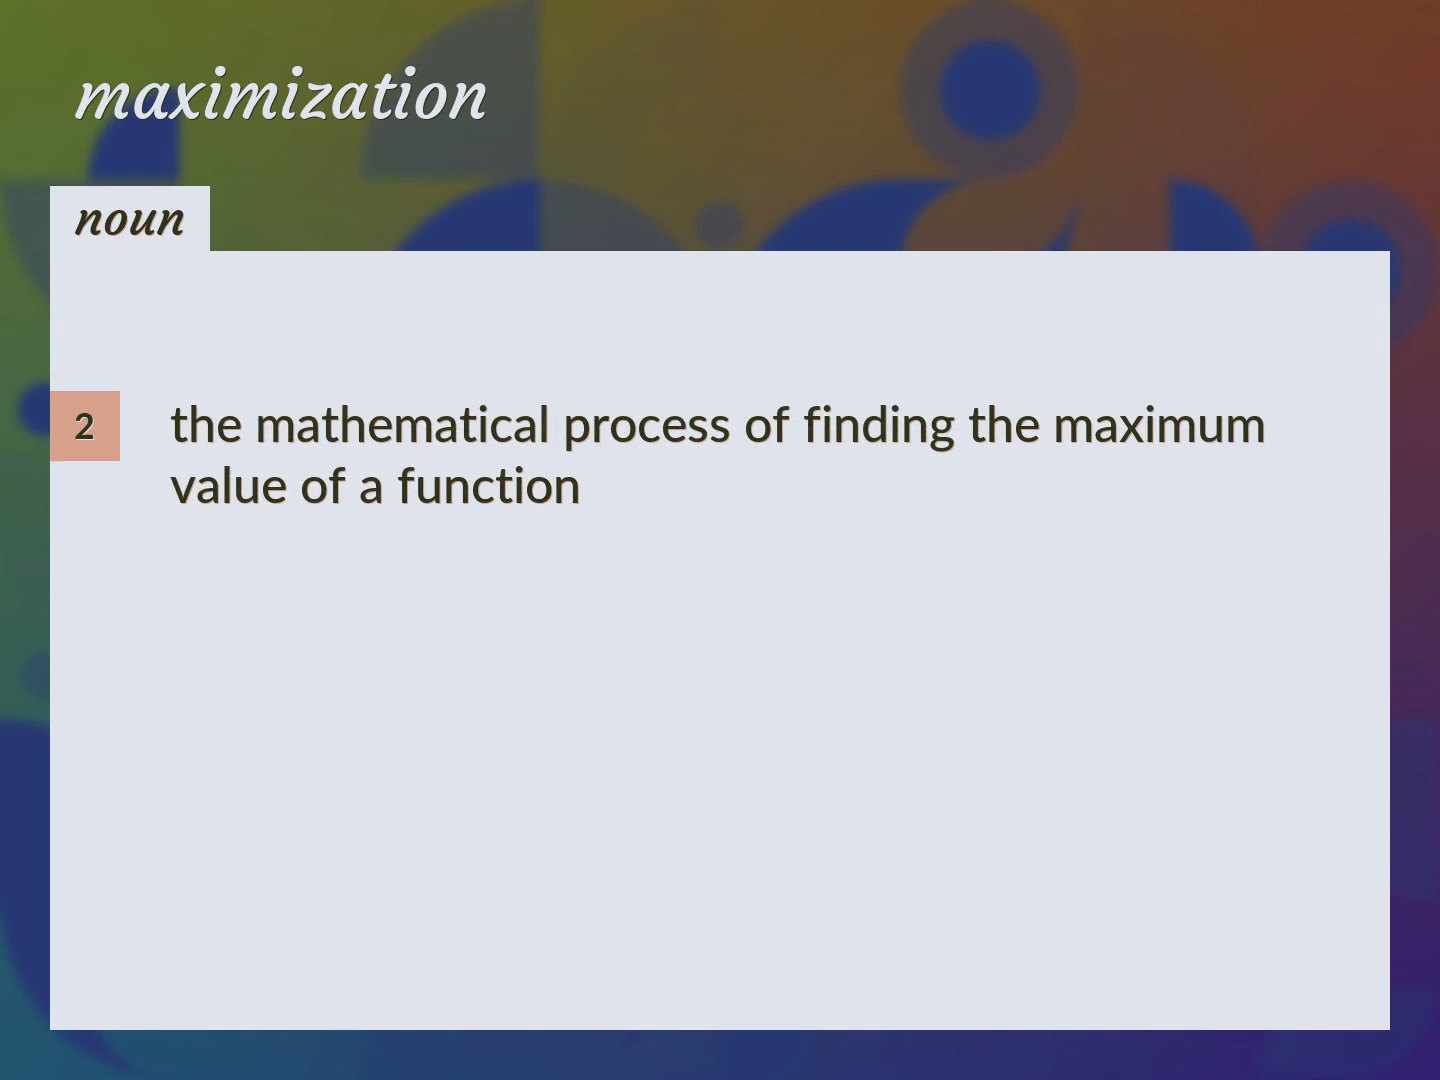 maximization
noun
2 the mathematical process of finding the maximum
value of a function